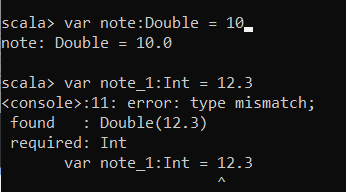 scala> var note:Double = 10
note: Double = 10.0
scala> var note_1:Int = 12.3
<console>:11: error: type mismatch;
 found   : Double(12.3)
 required: Int
       var note_1:Int = 12.3
                        ^